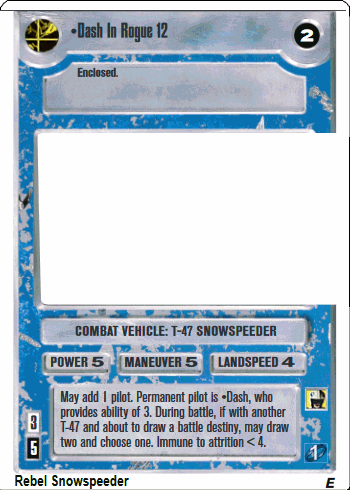 •Dash In Rogue 12
2
Enclosed.
COMBAT VEHICLE: T-47 SNOWSPEEDER
POWER 5 MANEUVER 5 LANDSPEED 4
May add 1 pilot. Permanent pilot is •Dash, who
provides ability of 3. During battle, if with another
T-47 and about to draw a battle destiny, may draw
two and choose one. Immune to attrition < 4.
3
5
1
Rebel Snowspeeder
E